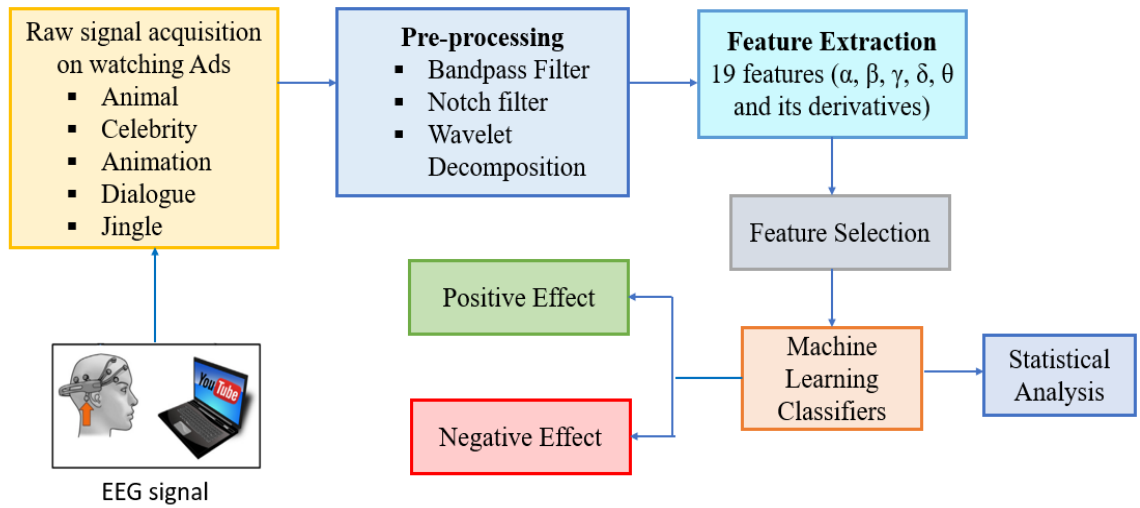 Raw signal acquisition
on watching Ads
▪ Animal
▪ Celebrity
▪ Animation
▪ Dialogue
▪ Jingle
Pre-processing
▪ Bandpass Filter
▪ Notch filter
▪ Wavelet
Decomposition
Feature Extraction
19 features (α, β, γ, δ, θ
and its derivatives)
Feature Selection
Positive Effect
Machine
Learning
Classifiers
Statistical
Analysis
Negative Effect
You Tube
EEG signal